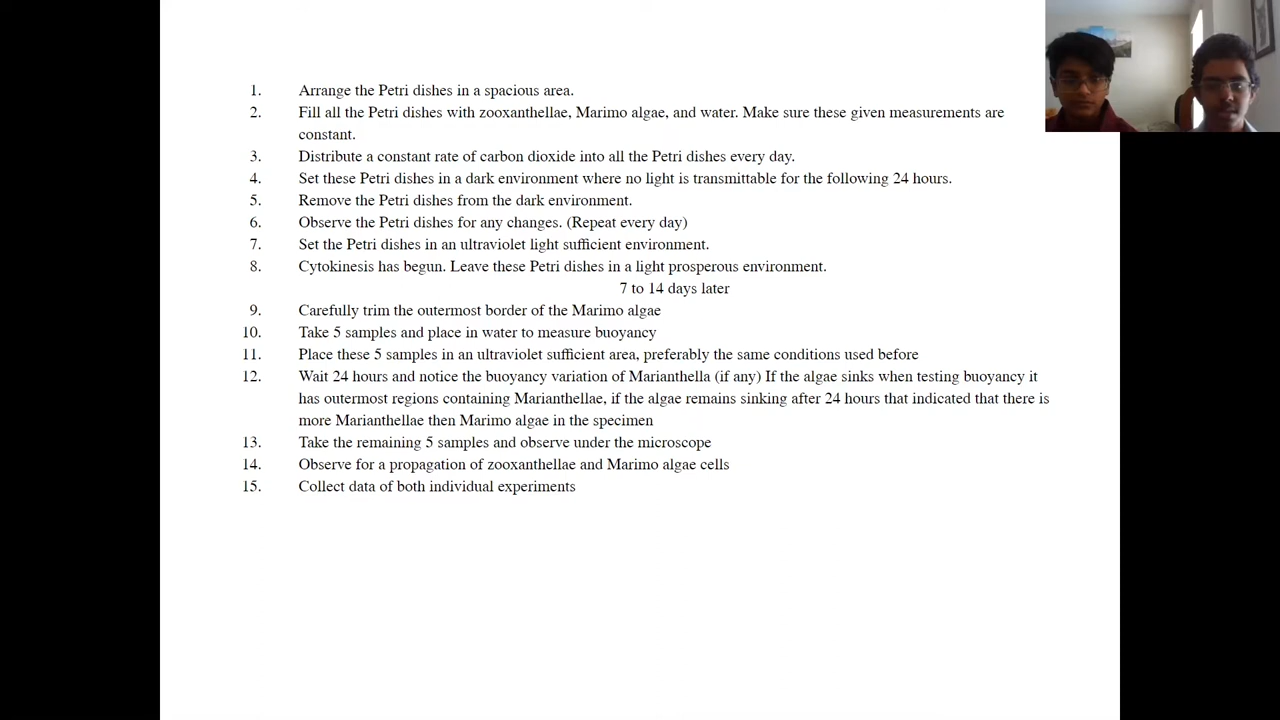 1. Arrange the Petri dishes in a spacious area.
2. Fill all the Petri dishes with zooxanthellae, Marimo algae, and water. Make sure these given measurements are
constant.
3. Distribute a constant rate of carbon dioxide into all the Petri dishes every day.
4. Set these Petri dishes in a dark environment where no light is transmittable for the following 24 hours.
5. Remove the Petri dishes from the dark environment.
6. Observe the Petri dishes for any changes. (Repeat every day)
7. Set the Petri dishes in an ultraviolet light sufficient environment.
8. Cytokinesis has begun. Leave these Petri dishes in a light prosperous environment.
7 to 14 days later
9. Carefully trim the outermost border of the Marimo algae
10. Take 5 samples and place in water to measure buoyancy
11. Place these 5 samples in an ultraviolet sufficient area, preferably the same conditions used before
12. Wait 24 hours and notice the buoyancy variation of Marianthella (if any) If the algae sinks when testing buoyancy it
has outermost regions containing Marianthellae, if the algae remains sinking after 24 hours that indicated that there is
more Marianthellae then Marimo algae in the specimen
13. Take the remaining 5 samples and observe under the microscope
14. Observe for a propagation of zooxanthellae and Marimo algae cells
15. Collect data of both individual experiments